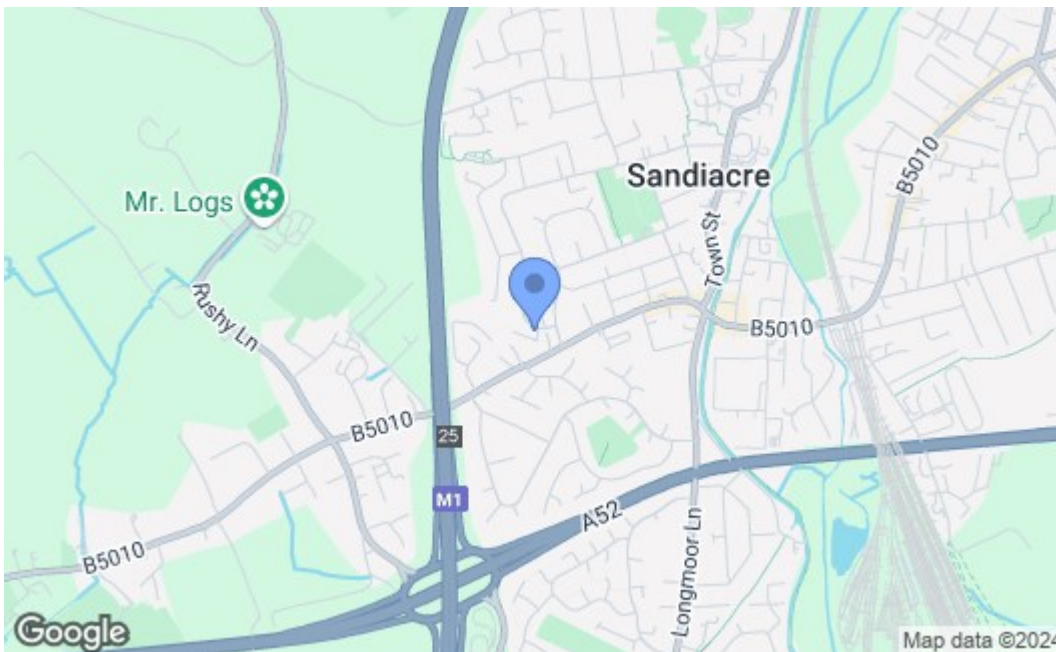 Sandiacre
Mr. Logs
B5010
Town St
Rushy Ln
B5010
B5010
25
M1
A52
B5010
Longmoor Ln
Google
Map data ©2024